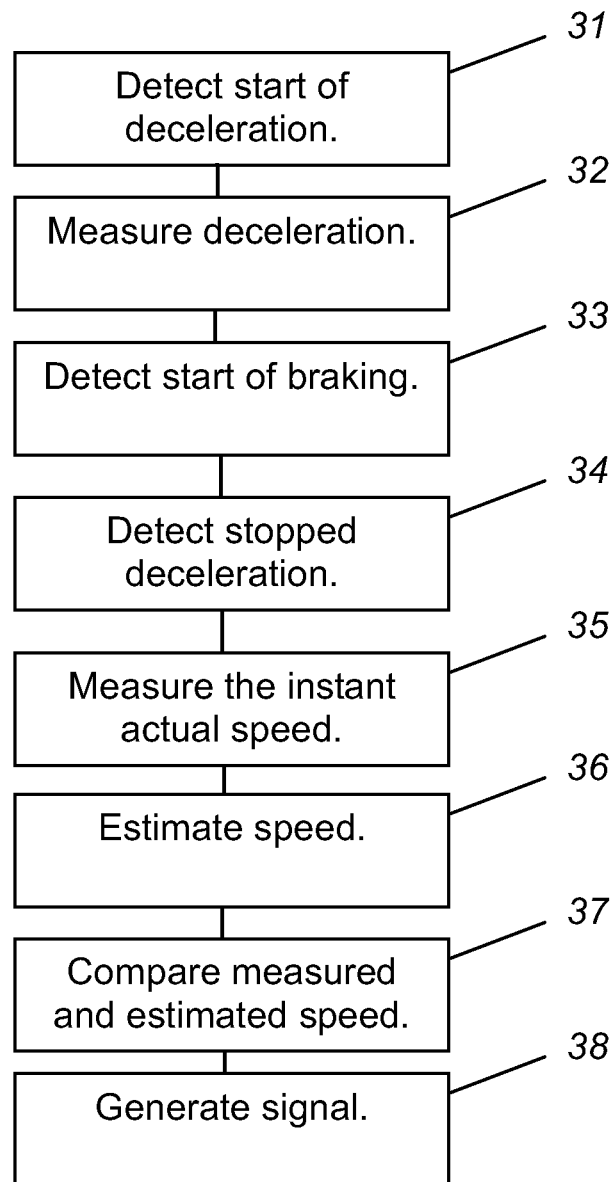 31
Detect start of
deceleration.
32
Measure deceleration.
33
Detect start of braking.
34
Detect stopped
deceleration.
35
Measure the instant
actual speed.
36
Estimate speed.
37
Compare measured
and estimated speed.
38
Generate signal.